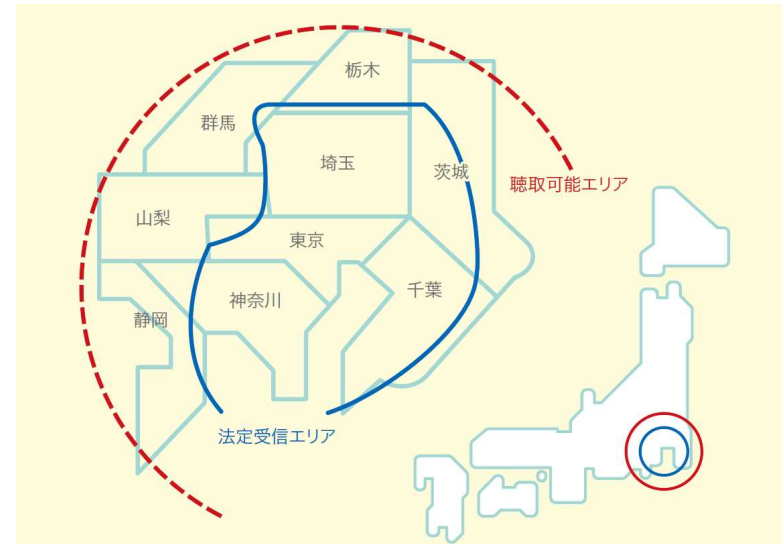 栃木
群馬
埼玉
茨城
聴取可能エリア
山梨
東京
千葉
神奈川
静岡
法定受信エリア